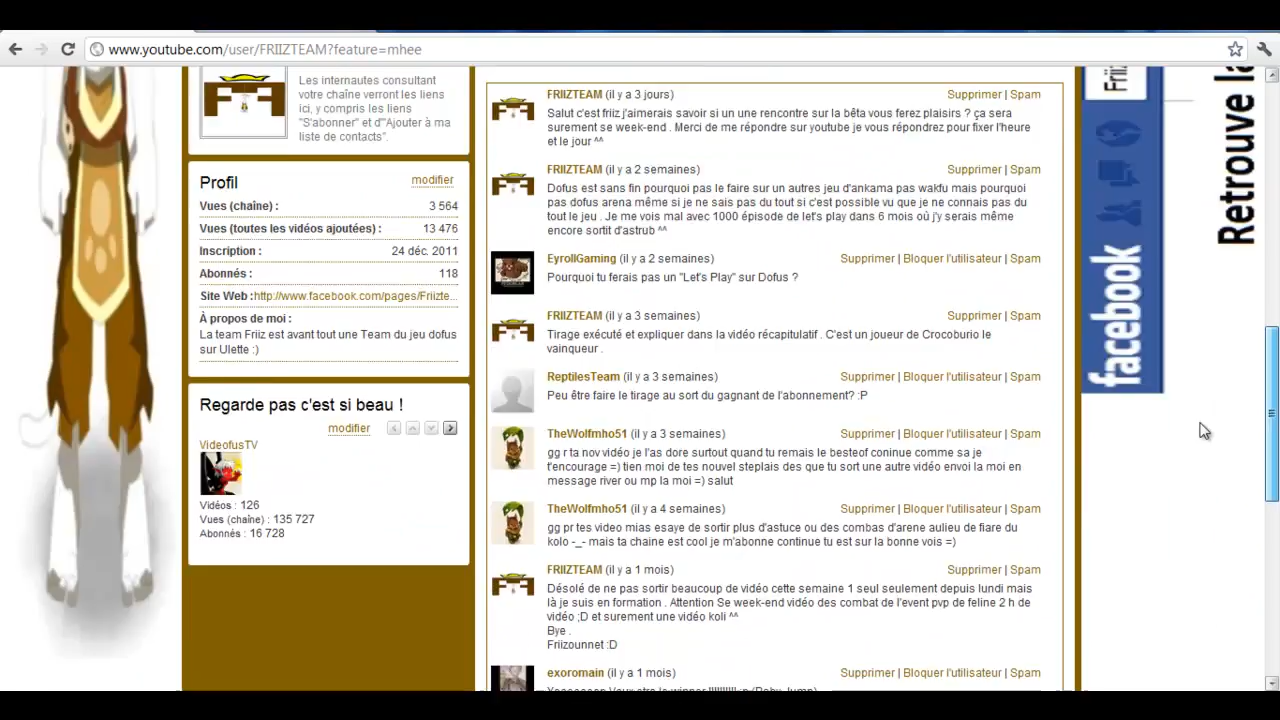 www.youtube.com/user/FRIIZTEAM?feature=mhee
Les internautes consultant
votre chaîne verront les liens
ici, y compris les liens
"S'abonner" et d'"Ajouter à ma
liste de contacts".
Profil
modifier
Vues (chaîne) :
3 564
Vues (toutes les vidéos ajoutées) :
13 476
Inscription :
24 déc. 2011
Abonnés :
118
Site Web : http://www.facebook.com/pages/Friizte...
À propos de moi :
La team Friiz est avant tout une Team du jeu dofus
sur Ulette :)
Regarde pas c'est si beau !
modifier
VideofusTV
Vidéos : 126
Vues (chaîne) : 135 727
Abonnés : 16 728
FRIIZTEAM (il y a 3 jours)
Supprimer | Spam
Salut c'est friiz j'aimerais savoir si un une rencontre sur la bêta vous ferez plaisirs ? ça sera
surement se week-end . Merci de me répondre sur youtube je vous répondrez pour fixer l'heure
et le jour ^^
FRIIZTEAM (il y a 2 semaines)
Supprimer | Spam
Dofus est sans fin pourquoi pas le faire sur un autres jeu d'ankama pas wakfu mais pourquoi
pas dofus arena même si je ne sais pas du tout si c'est possible vu que je ne connais pas du
tout le jeu . Je me vois mal avec 1000 épisode de let's play dans 6 mois où j'y serais même
encore sortit d'astrub ^^
EyrollGaming (il y a 2 semaines)
Supprimer | Bloquer l'utilisateur | Spam
Pourquoi tu ferais pas un "Let's Play" sur Dofus ?
FRIIZTEAM (il y a 3 semaines)
Supprimer | Spam
Tirage exécuté et expliquer dans la vidéo récapitulatif . C'est un joueur de Crocoburio le
vainqueur .
ReptilesTeam (il y a 3 semaines)
Supprimer | Bloquer l'utilisateur | Spam
Peu être faire le tirage au sort du gagnant de l'abonnement? :P
TheWolfmho51 (il y a 3 semaines)
Supprimer | Bloquer l'utilisateur | Spam
gg r ta nov vidéo je l'as dore surtout quand tu remais le besteof coninue comme sa je
t'encourage =) tien moi de tes nouvel steplais des que tu sort une autre vidéo envoi la moi en
message river ou mp la moi =) salut
TheWolfmho51 (il y a 4 semaines)
Supprimer | Bloquer l'utilisateur | Spam
gg pr tes video mias esaye de sortir plus d'astuce ou des combas d'arene aulieu de fiare du
kolo -_- mais ta chaine est cool je m'abonne continue tu est sur la bonne vois =)
FRIIZTEAM (il y a 1 mois)
Supprimer | Spam
Désolé de ne pas sortir beaucoup de vidéo cette semaine 1 seul seulement depuis lundi mais
là je suis en formation . Attention Se week-end vidéo des combat de l'event pvp de feline 2 h de
vidéo ;D et surement une vidéo koli ^^
Bye .
Friizounnet :D
exoromain (il y a 1 mois)
Supprimer | Bloquer l'utilisateur | Spam
facebook
Retrouve la